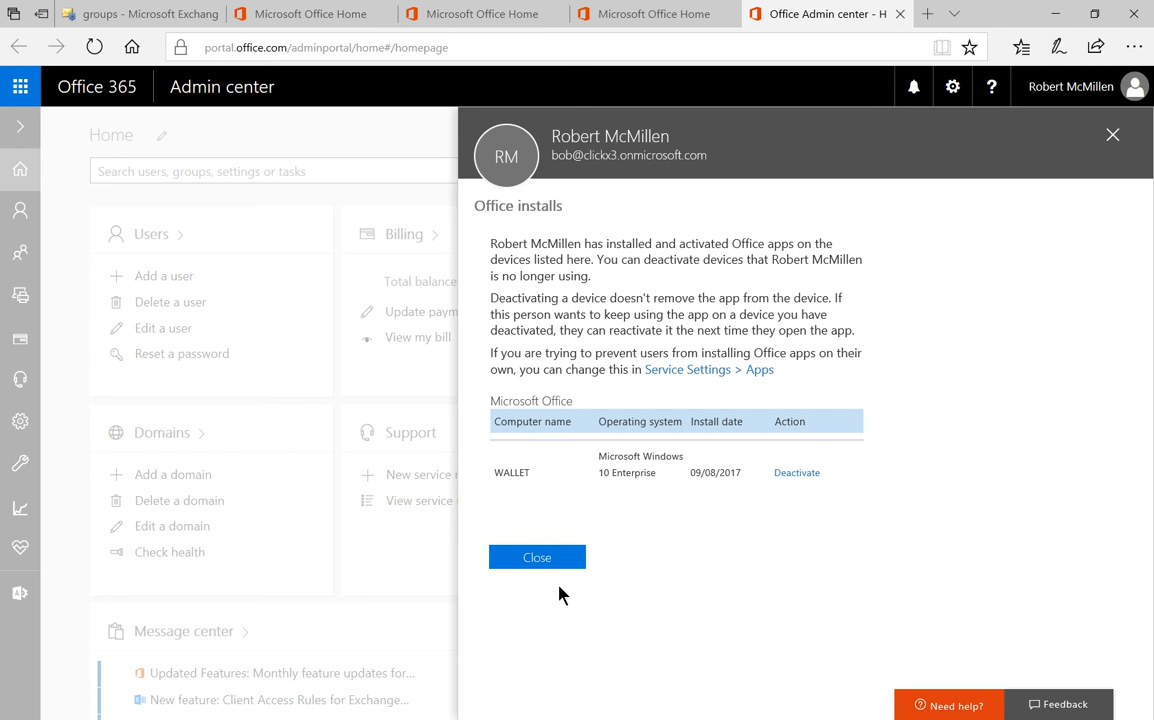 groups - Microsoft Exchang
Microsoft Office Home
Microsoft Office Home
Microsoft Office Home
Office Admin center - H
portal.office.com/adminportal/home#/homepage
Office 365
Admin center
?
Robert McMillen
Home
Search users, groups, settings or tasks
Users
Add a user
Delete a user
Edit a user
Reset a password
Billing
Total balance
Update paym
View my bill
Domains
Add a domain
Delete a domain
Edit a domain
Check health
Support
New service r
View service
Message center
Updated Features: Monthly feature updates for...
New feature: Client Access Rules for Exchange...
RM
Robert McMillen
bob@clickx3.onmicrosoft.com
Office installs
Robert McMillen has installed and activated Office apps on the
devices listed here. You can deactivate devices that Robert McMillen
is no longer using.
Deactivating a device doesn't remove the app from the device. If
this person wants to keep using the app on a device you have
deactivated, they can reactivate it the next time they open the app.
If you are trying to prevent users from installing Office apps on their
own, you can change this in Service Settings > Apps
Microsoft Office
Computer name Operating system Install date Action
Microsoft Windows
WALLET 10 Enterprise 09/08/2017 Deactivate
Close
Need help?
Feedback